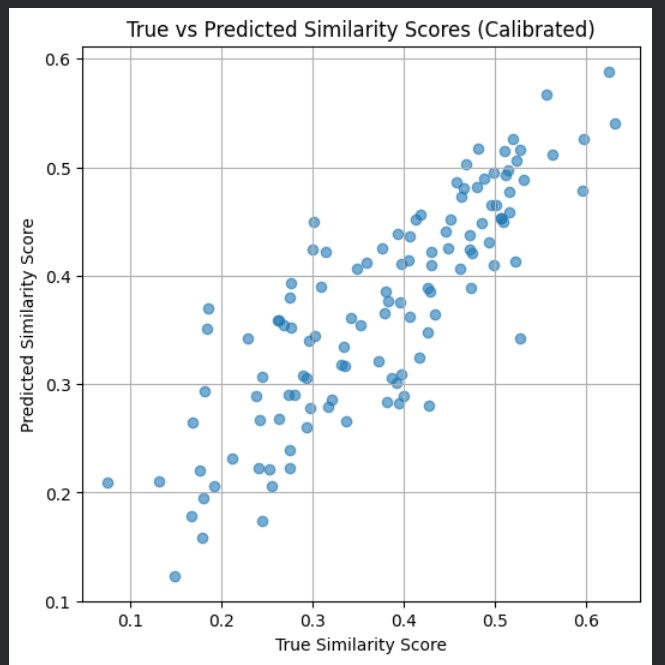 True vs Predicted Similarity Scores (Calibrated)
0.6
0.5
0.4
0.3
0.2
0.1
Predicted Similarity Score
0.1 0.2 0.3 0.4 0.5 0.6
True Similarity Score